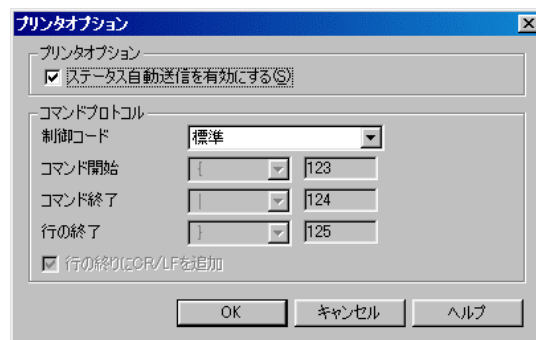 プリンタオプション
プリンタオプション
ステータス自動送信を有効にする(S)
コマンドプロトコル
制御コード 標準
コマンド開始 { 123
コマンド終了 | 124
行の終了 } 125
行の終りにCR/LFを追加
OK キャンセル ヘルプ